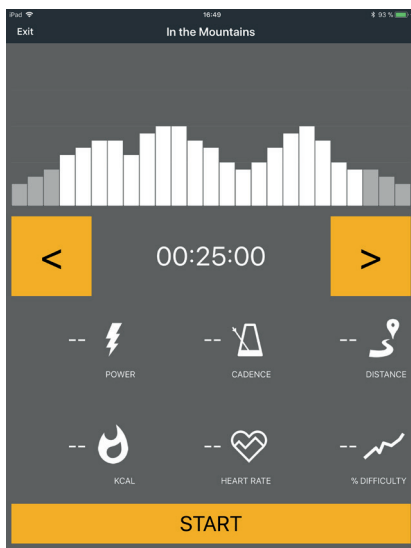 iPad 16:49 93 %
Exit In the Mountains
< 00:25:00 >
-- -- --
POWER CADENCE DISTANCE
-- -- --
KCAL HEART RATE % DIFFICULTY
START